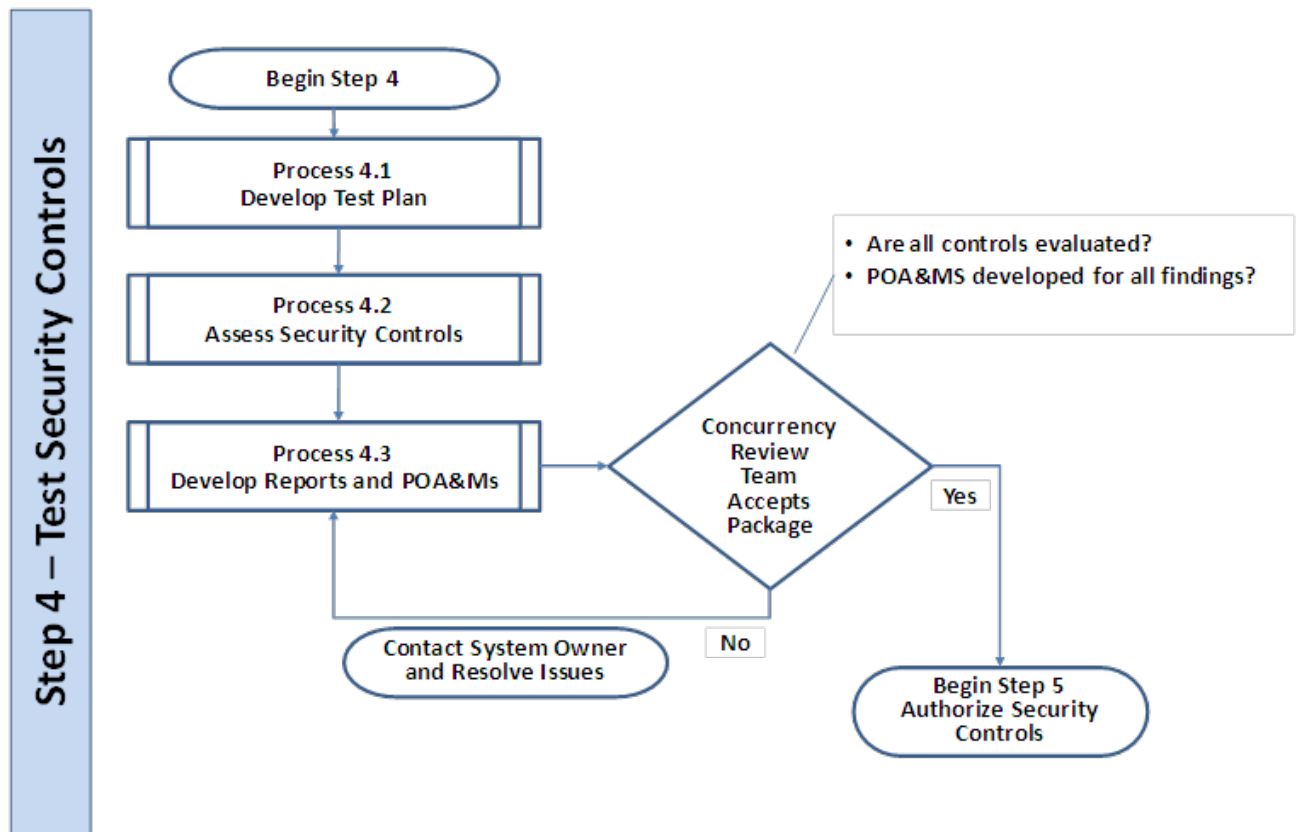 Step 4 – Test Security Controls
Begin Step 4
Process 4.1
Develop Test Plan
Process 4.2
Assess Security Controls
Process 4.3
Develop Reports and POA&Ms
• Are all controls evaluated?
• POA&MS developed for all findings?
Concurrency
Review
Team
Accepts
Package
Yes
No
Contact System Owner
and Resolve Issues
Begin Step 5
Authorize Security
Controls